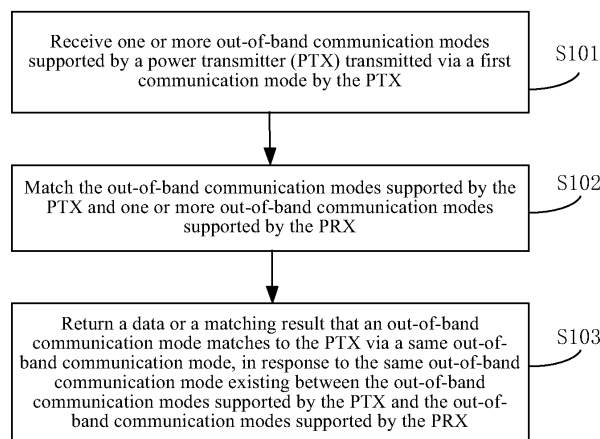 Receive one or more out-of-band communication modes
supported by a power transmitter (PTX) transmitted via a first
communication mode by the PTX
S101
Match the out-of-band communication modes supported by the
PTX and one or more out-of-band communication modes
supported by the PRX
S102
Return a data or a matching result that an out-of-band
communication mode matches to the PTX via a same out-of-
band communication mode, in response to the same out-of-band
communication mode existing between the out-of-band
communication modes supported by the PTX and the out-of-
band communication modes supported by the PRX
S103